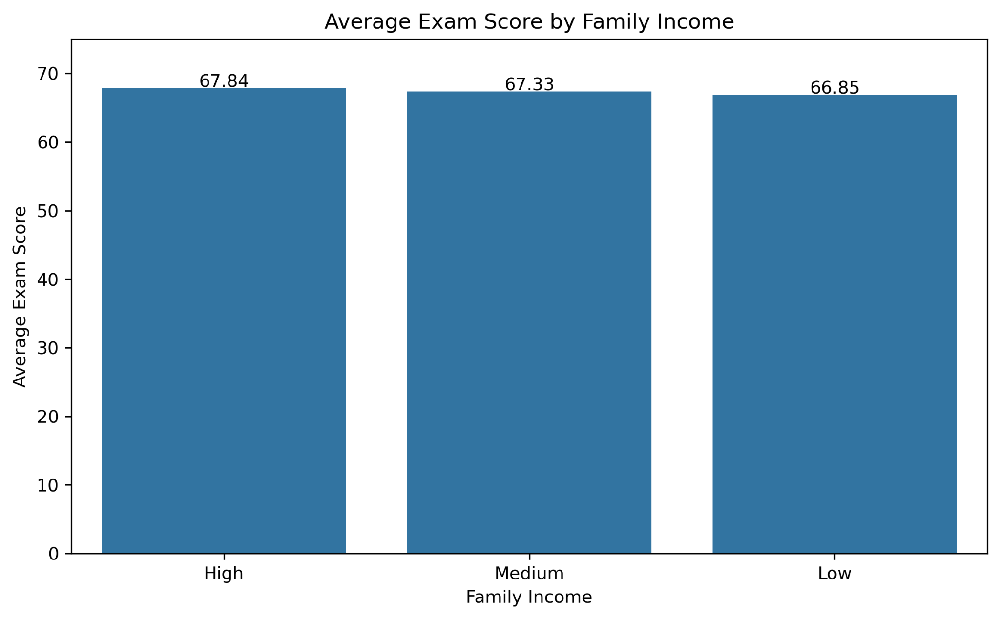 Average Exam Score by Family Income
Average Exam Score
70
60
50
40
30
20
10
0
67.84
67.33
66.85
High
Medium
Low
Family Income